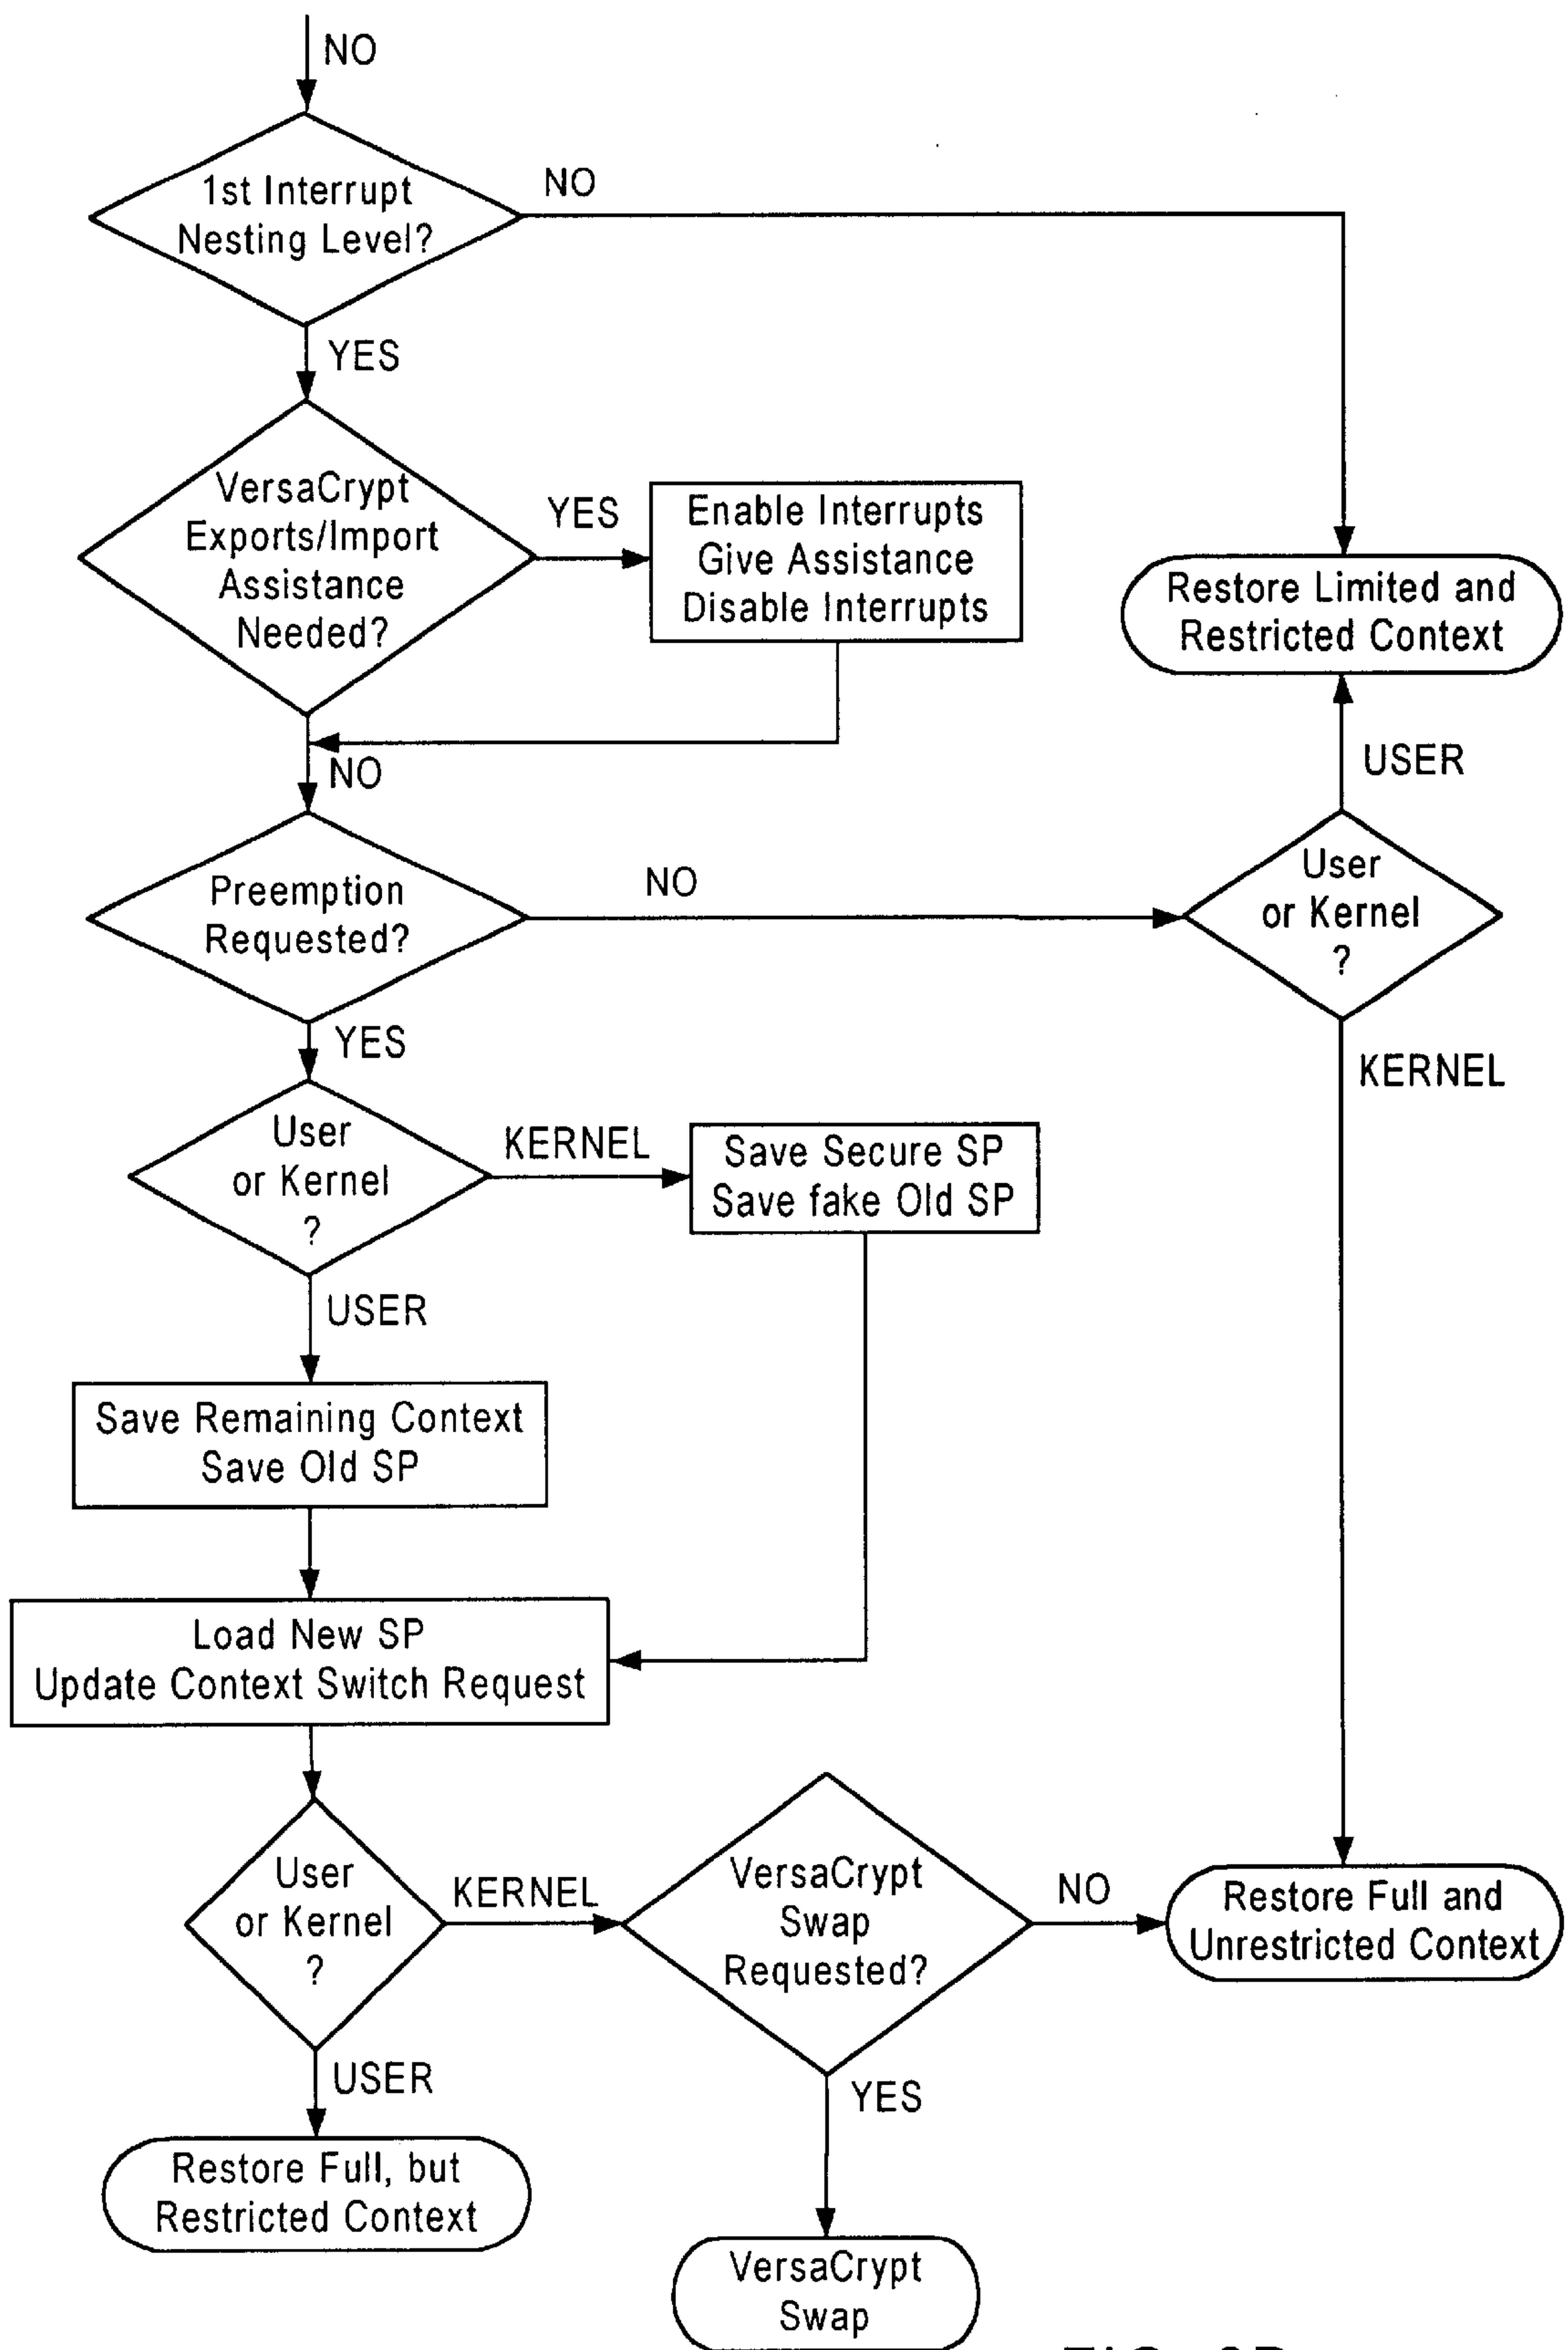 NO
1st Interrupt
Nesting Level?
NO
YES
VersaCrypt
Exports/Import
Assistance
Needed?
YES
Enable Interrupts
Give Assistance
Disable Interrupts
Restore Limited and
Restricted Context
NO
USER
Preemption
Requested?
NO
User
or Kernel
?
YES
KERNEL
User
or Kernel
?
KERNEL
Save Secure SP
Save fake Old SP
USER
Save Remaining Context
Save Old SP
Load New SP
Update Context Switch Request
User
or Kernel
?
KERNEL
VersaCrypt
Swap
Requested?
NO
Restore Full and
Unrestricted Context
USER
YES
Restore Full, but
Restricted Context
VersaCrypt
Swap